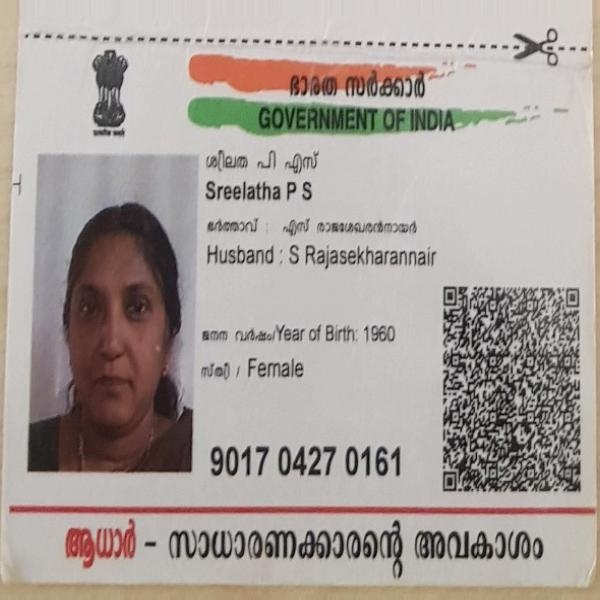 ഭാരത സർക്കാർ
GOVERNMENT OF INDIA
ശ്രീലത പി എസ്
Sreelatha P S
ഭർത്താവ് : എസ് രാജശേഖരൻനായർ
Husband : S Rajasekharannair
ജനന വർഷം/Year of Birth: 1960
സ്ത്രീ / Female
9017 0427 0161
ആധാർ - സാധാരണക്കാരന്റെ അവകാശം